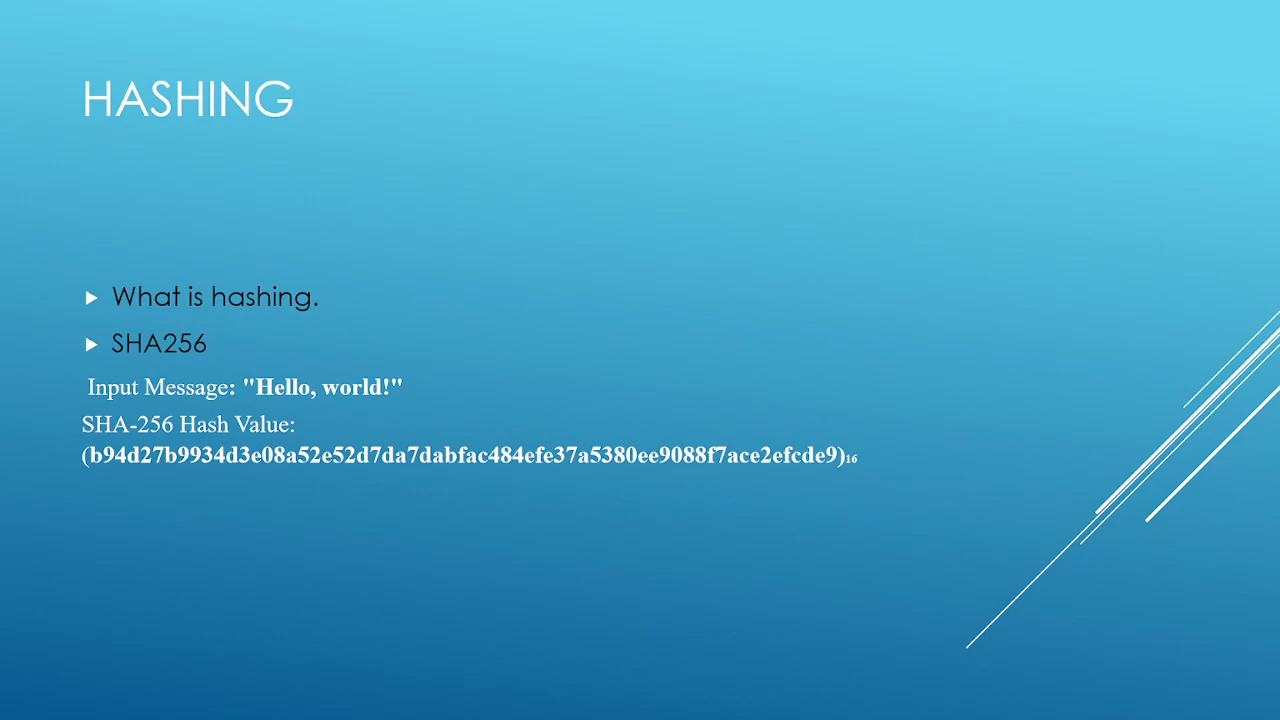 HASHING
What is hashing.
SHA256
Input Message: "Hello, world!"
SHA-256 Hash Value:
(b94d27b9934d3e08a52e52d7da7dabfac484efe37a5380ee9088f7ace2efcde9)₁₆